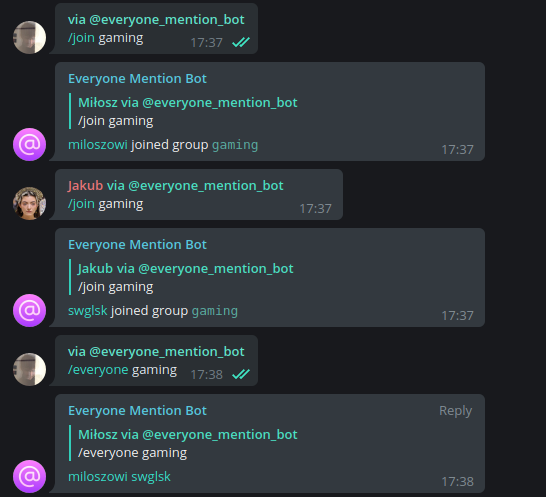 via @everyone_mention_bot
/join gaming 17:37
Everyone Mention Bot
Miłosz via @everyone_mention_bot
/join gaming
miloszowi joined group gaming
17:37
Jakub via @everyone_mention_bot
/join gaming 17:37
Everyone Mention Bot
Jakub via @everyone_mention_bot
/join gaming
swglsk joined group gaming
17:37
via @everyone_mention_bot
/everyone gaming 17:38
Everyone Mention Bot Reply
Miłosz via @everyone_mention_bot
/everyone gaming
miloszowi swglsk
17:38